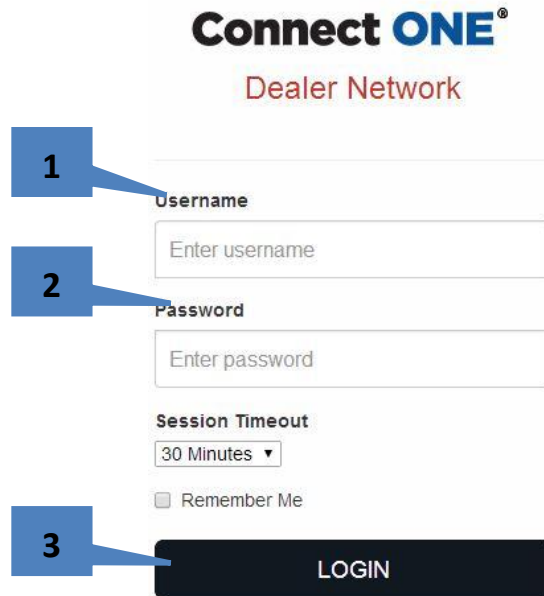 Connect ONE®
Dealer Network
1
Username
Enter username
2
Password
Enter password
Session Timeout
30 Minutes ▼
Remember Me
3
LOGIN